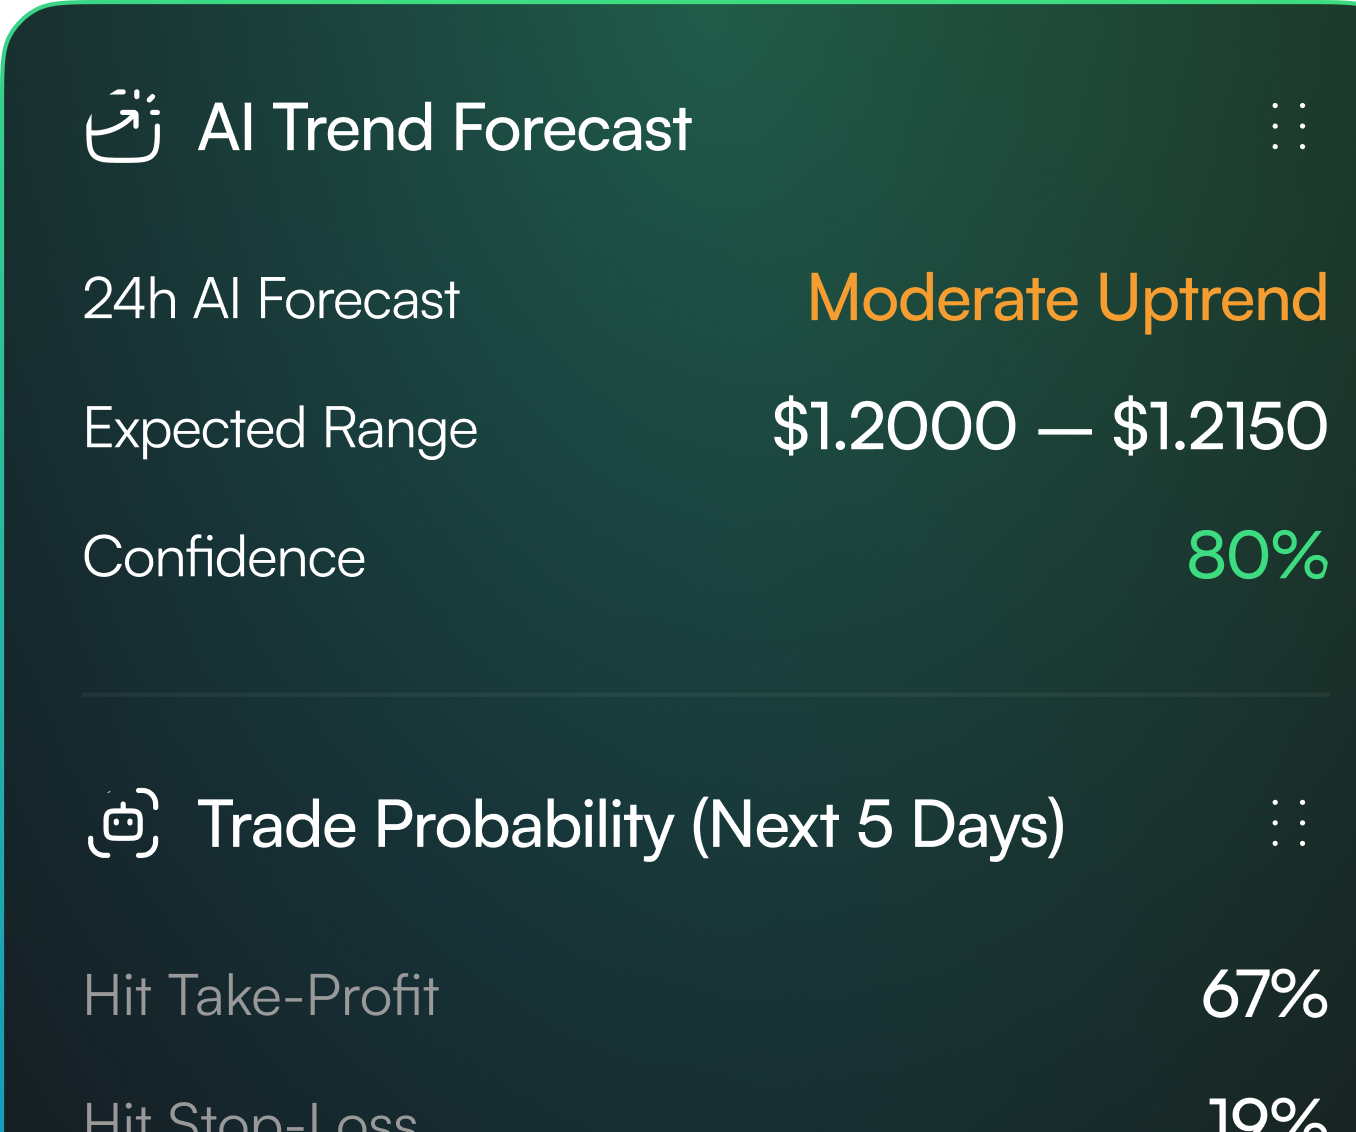 AI Trend Forecast
24h AI Forecast Moderate Uptrend
Expected Range $1.2000 — $1.2150
Confidence 80%
Trade Probability (Next 5 Days)
Hit Take-Profit 67%
Hit Stop-Loss 19%